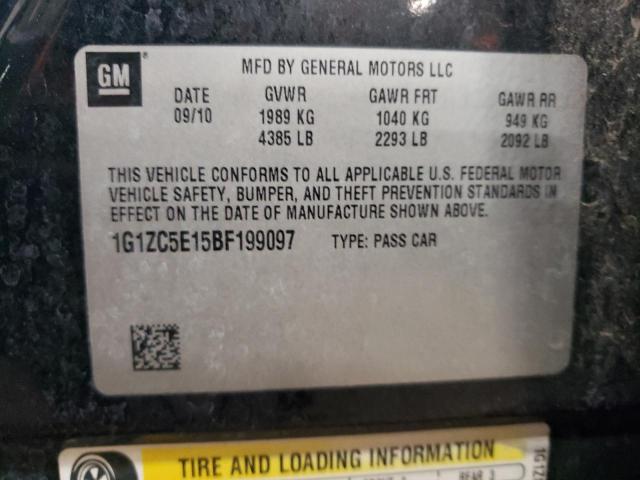 GM
MFD BY GENERAL MOTORS LLC
DATE GVWR GAWR FRT GAWR RR
09/10 1989 KG 1040 KG 949 KG
4385 LB 2293 LB 2092 LB
THIS VEHICLE CONFORMS TO ALL APPLICABLE U.S. FEDERAL MOTOR
VEHICLE SAFETY, BUMPER, AND THEFT PREVENTION STANDARDS IN
EFFECT ON THE DATE OF MANUFACTURE SHOWN ABOVE.
1G1ZC5E15BF199097 TYPE: PASS CAR
TIRE AND LOADING INFORMATION
REAR 3
1G1Z